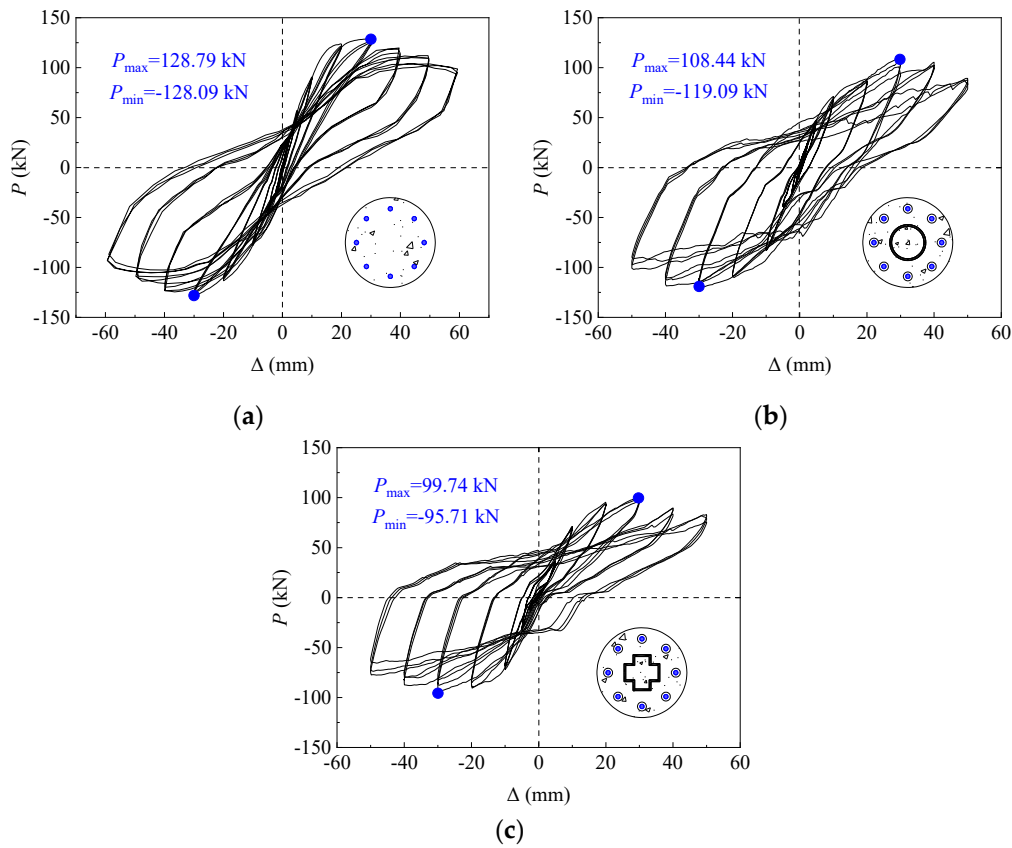 150
100
50
0
-50
-100
-150
P (kN)
Pmax=128.79 kN
Pmin=-128.09 kN
-60 -40 -20 0 20 40 60
Δ (mm)
(a)
150
100
50
0
-50
-100
-150
P (kN)
Pmax=108.44 kN
Pmin=-119.09 kN
-60 -40 -20 0 20 40 60
Δ (mm)
(b)
150
100
50
0
-50
-100
-150
P (kN)
Pmax=99.74 kN
Pmin=-95.71 kN
-60 -40 -20 0 20 40 60
Δ (mm)
(c)